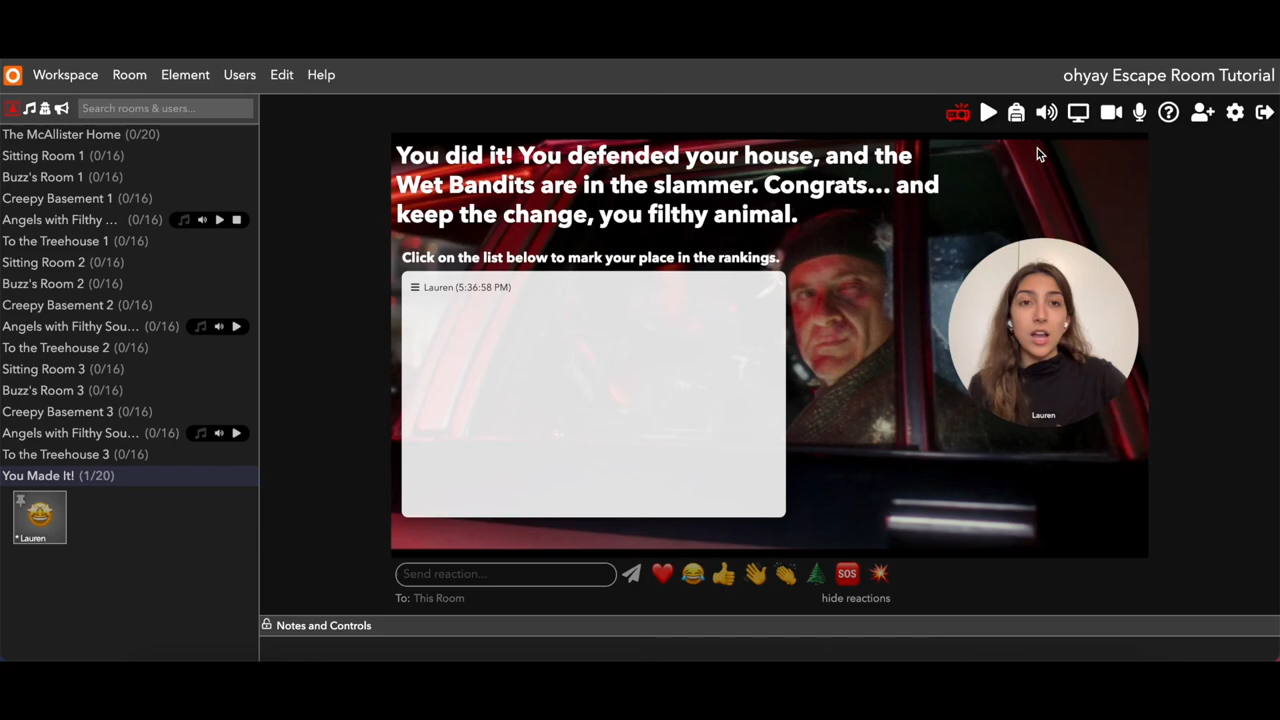 Workspace Room Element Users Edit Help
ohyay Escape Room Tutorial
Search rooms & users...
The McAllister Home (0/20)
Sitting Room 1 (0/16)
Buzz's Room 1 (0/16)
Creepy Basement 1 (0/16)
Angels with Filthy ... (0/16)
To the Treehouse 1 (0/16)
Sitting Room 2 (0/16)
Buzz's Room 2 (0/16)
Creepy Basement 2 (0/16)
Angels with Filthy Sou... (0/16)
To the Treehouse 2 (0/16)
Sitting Room 3 (0/16)
Buzz's Room 3 (0/16)
Creepy Basement 3 (0/16)
Angels with Filthy Sou... (0/16)
To the Treehouse 3 (0/16)
You Made It! (1/20)
* Lauren
You did it! You defended your house, and the
Wet Bandits are in the slammer. Congrats... and
keep the change, you filthy animal.
Click on the list below to mark your place in the rankings.
Lauren (5:36:58 PM)
Lauren
Send reaction...
SOS
To: This Room
hide reactions
Notes and Controls